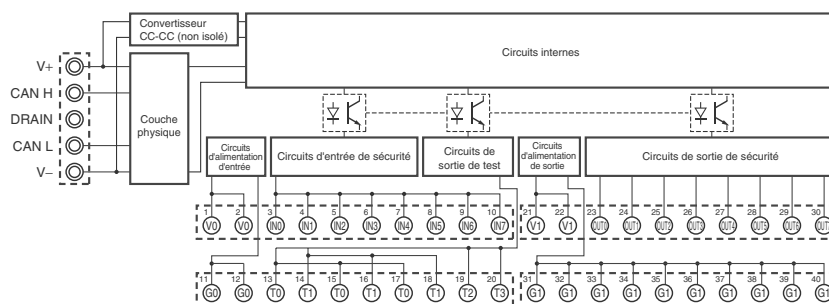 Convertisseur
CC-CC (non isolé)
Circuits internes
V+
CAN H
DRAIN
CAN L
V−
Couche
physique
Circuits
d'alimentation
d'entrée
Circuits d'entrée de sécurité
Circuits de
sortie de test
Circuits
d'alimentation
de sortie
Circuits de sortie de sécurité
1 2 3 4 5 6 7 8 9 10
V0 V0 IN0 IN1 IN2 IN3 IN4 IN5 IN6 IN7
21 22 23 24 25 26 27 28 29 30
V1 V1 OUT0 OUT1 OUT2 OUT3 OUT4 OUT5 OUT6 OUT7
11 12 13 14 15 16 17 18 19 20
G0 G0 T0 T1 T0 T1 T0 T1 T2 T3
31 32 33 34 35 36 37 38 39 40
G1 G1 G1 G1 G1 G1 G1 G1 G1 G1